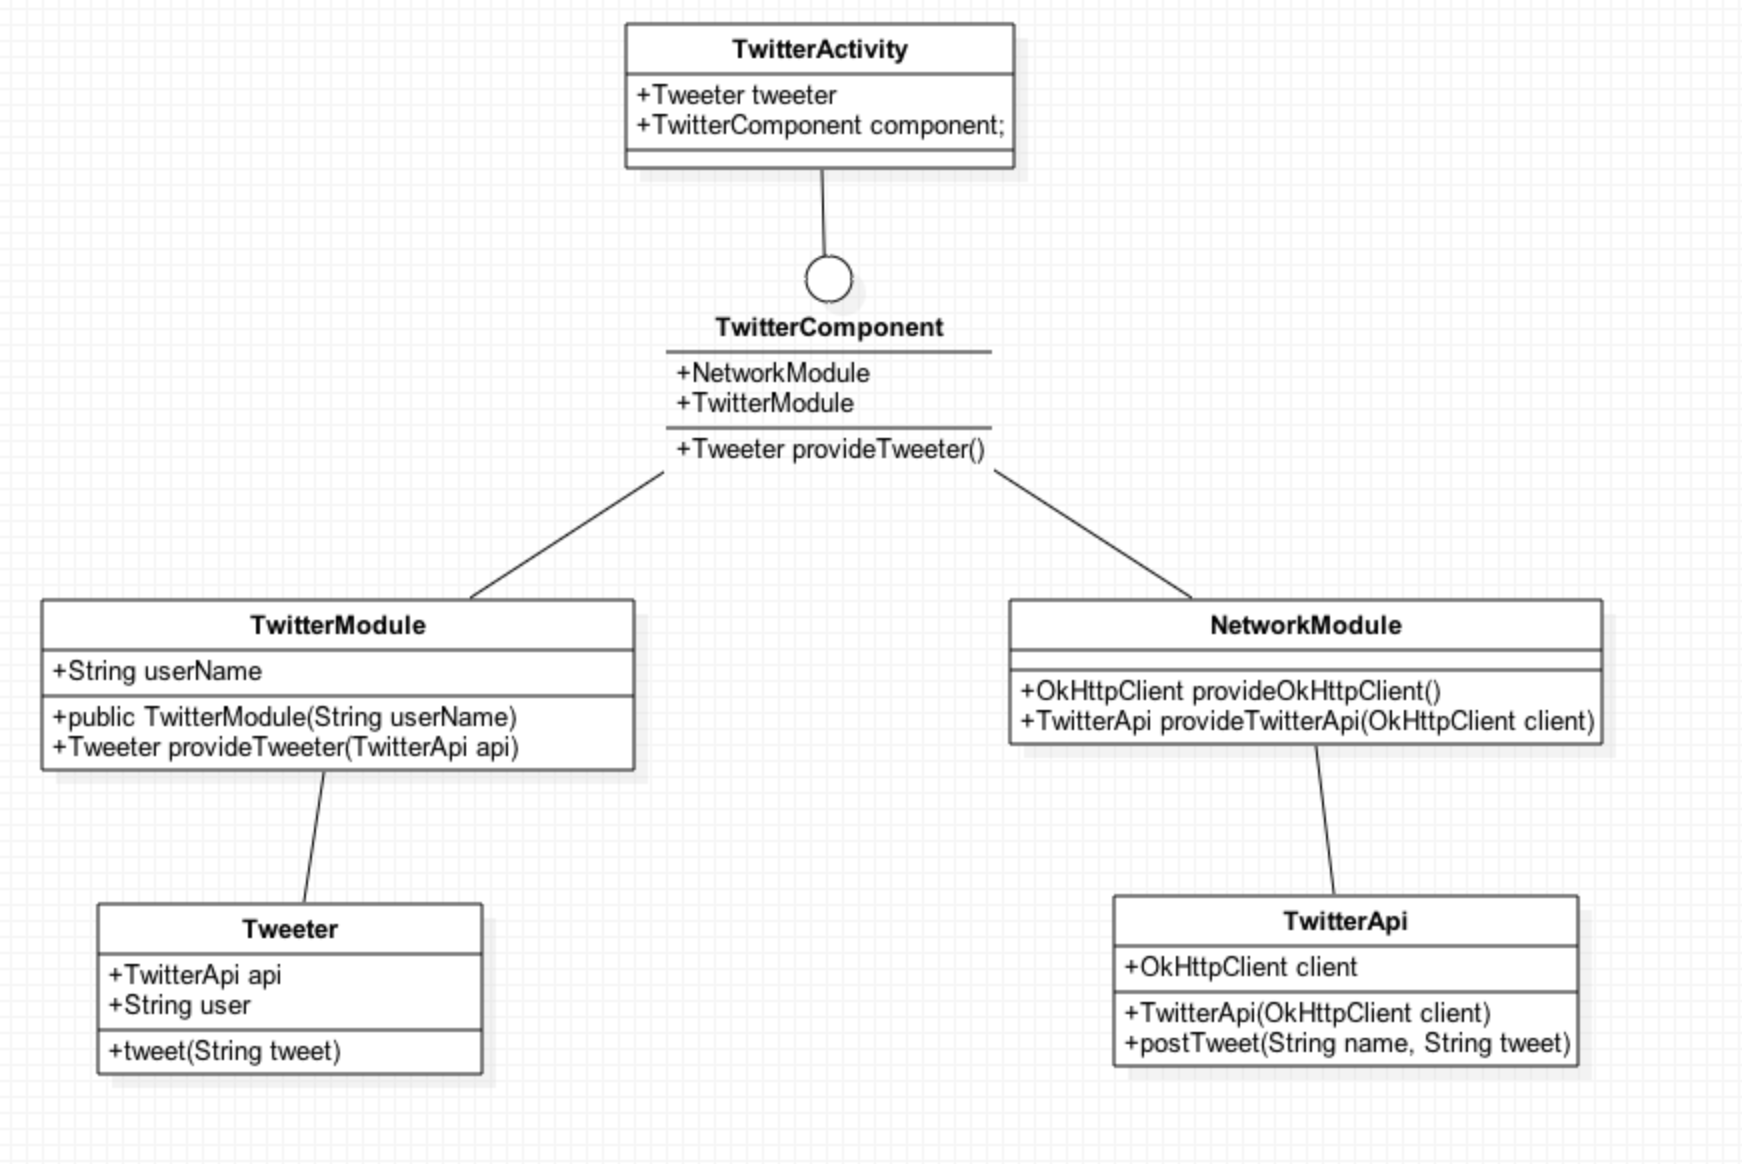 TwitterActivity
+Tweeter tweeter
+TwitterComponent component;
TwitterComponent
+NetworkModule
+TwitterModule
+Tweeter provideTweeter()
TwitterModule
+String userName
+public TwitterModule(String userName)
+Tweeter provideTweeter(TwitterApi api)
NetworkModule
+OkHttpClient provideOkHttpClient()
+TwitterApi provideTwitterApi(OkHttpClient client)
Tweeter
+TwitterApi api
+String user
+tweet(String tweet)
TwitterApi
+OkHttpClient client
+TwitterApi(OkHttpClient client)
+postTweet(String name, String tweet)